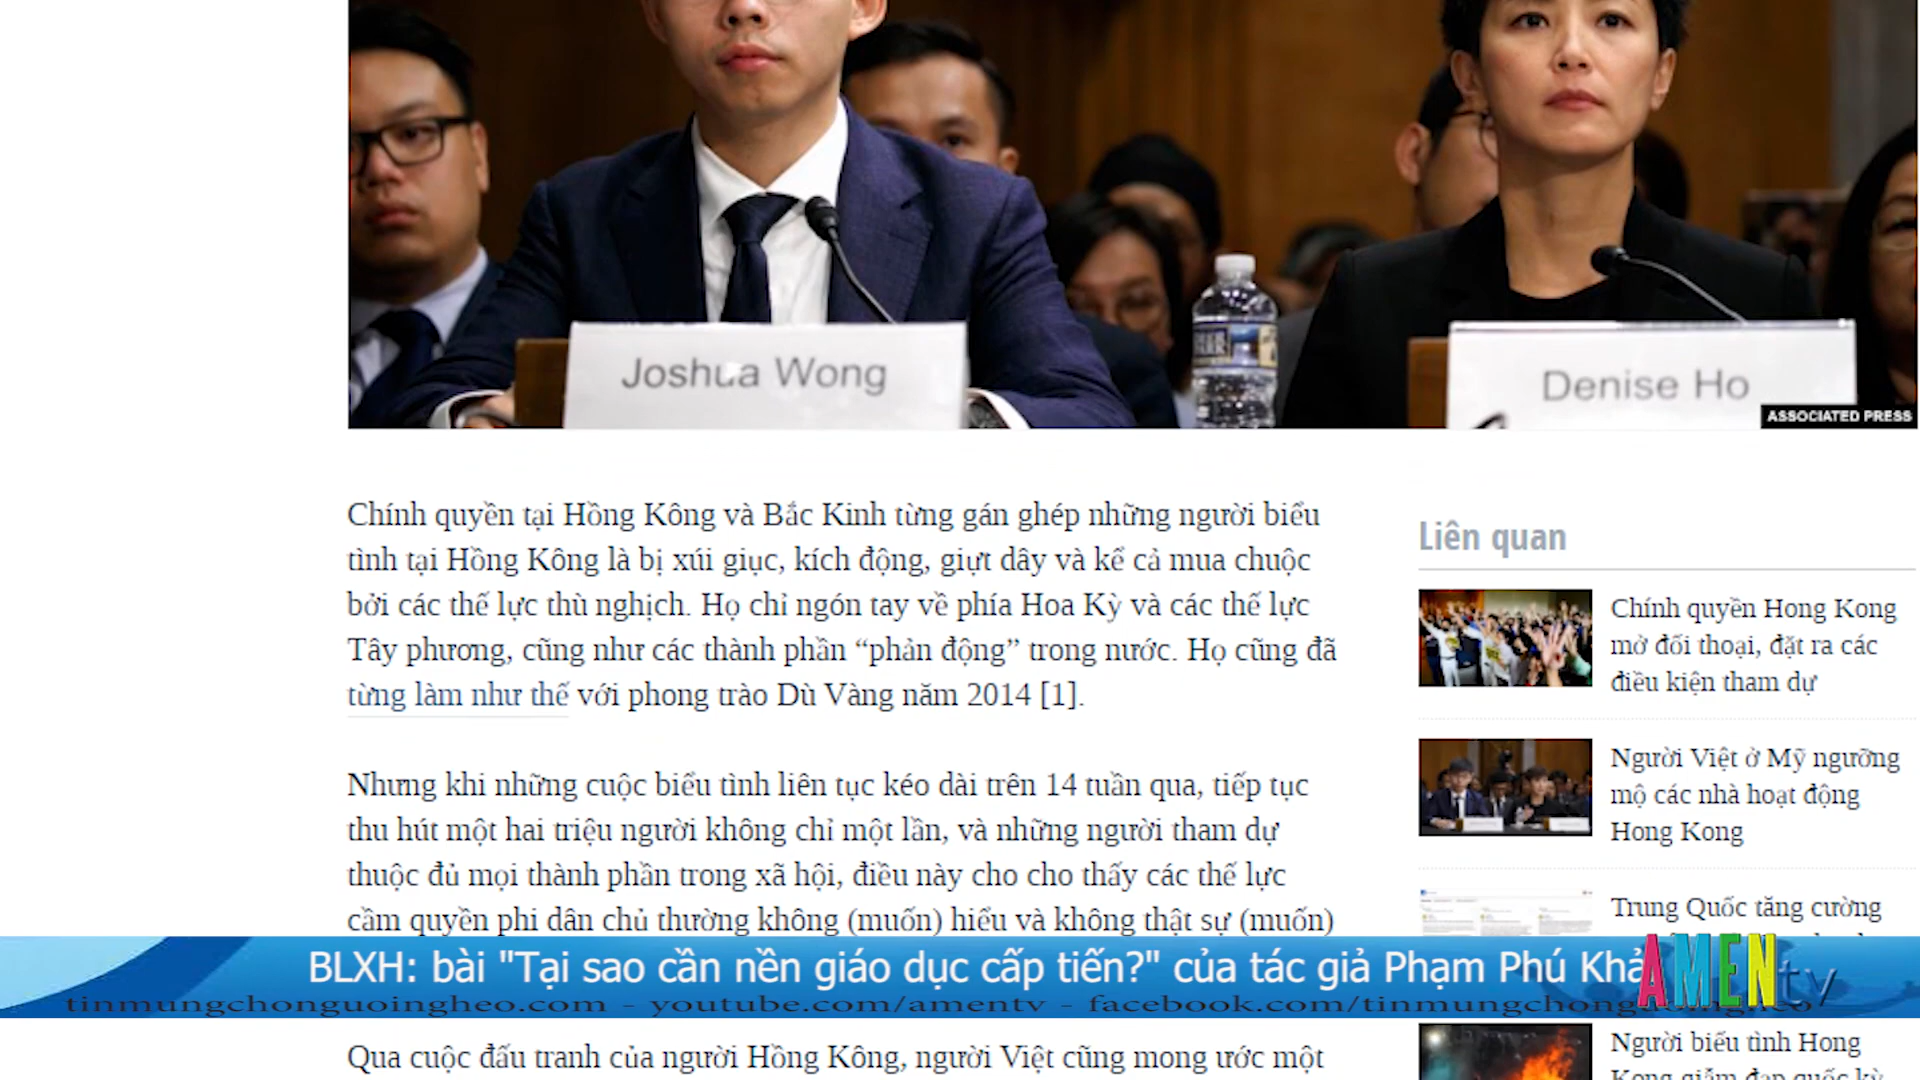 Joshua Wong
Denise Ho
ASSOCIATED PRESS
Chính quyền tại Hồng Kông và Bắc Kinh từng gán ghép những người biểu
tình tại Hồng Kông là bị xúi giục, kích động, giựt dây và kể cả mua chuộc
bởi các thế lực thù nghịch. Họ chỉ ngón tay về phía Hoa Kỳ và các thế lực
Tây phương, cũng như các thành phần “phản động” trong nước. Họ cũng đã
từng làm như thế với phong trào Dù Vàng năm 2014 [1].
Nhưng khi những cuộc biểu tình liên tục kéo dài trên 14 tuần qua, tiếp tục
thu hút một hai triệu người không chỉ một lần, và những người tham dự
thuộc đủ mọi thành phần trong xã hội, điều này cho cho thấy các thế lực
cầm quyền phi dân chủ thường không (muốn) hiểu và không thật sự (muốn)
Liên quan
Chính quyền Hong Kong
mở đối thoại, đặt ra các
điều kiện tham dự
Người Việt ở Mỹ ngưỡng
mộ các nhà hoạt động
Hong Kong
Trung Quốc tăng cường
BLXH: bài "Tại sao cần nền giáo dục cấp tiến?" của tác giả Phạm Phú Khả
AMENtv
tinmungchonguoingheo.com - youtube.com/amentv - facebook.com/tinmungchonguoingheo
Qua cuộc đấu tranh của người Hồng Kông, người Việt cũng mong ước một
Người biểu tình Hong
Kong giẫm đạp quốc kỳ